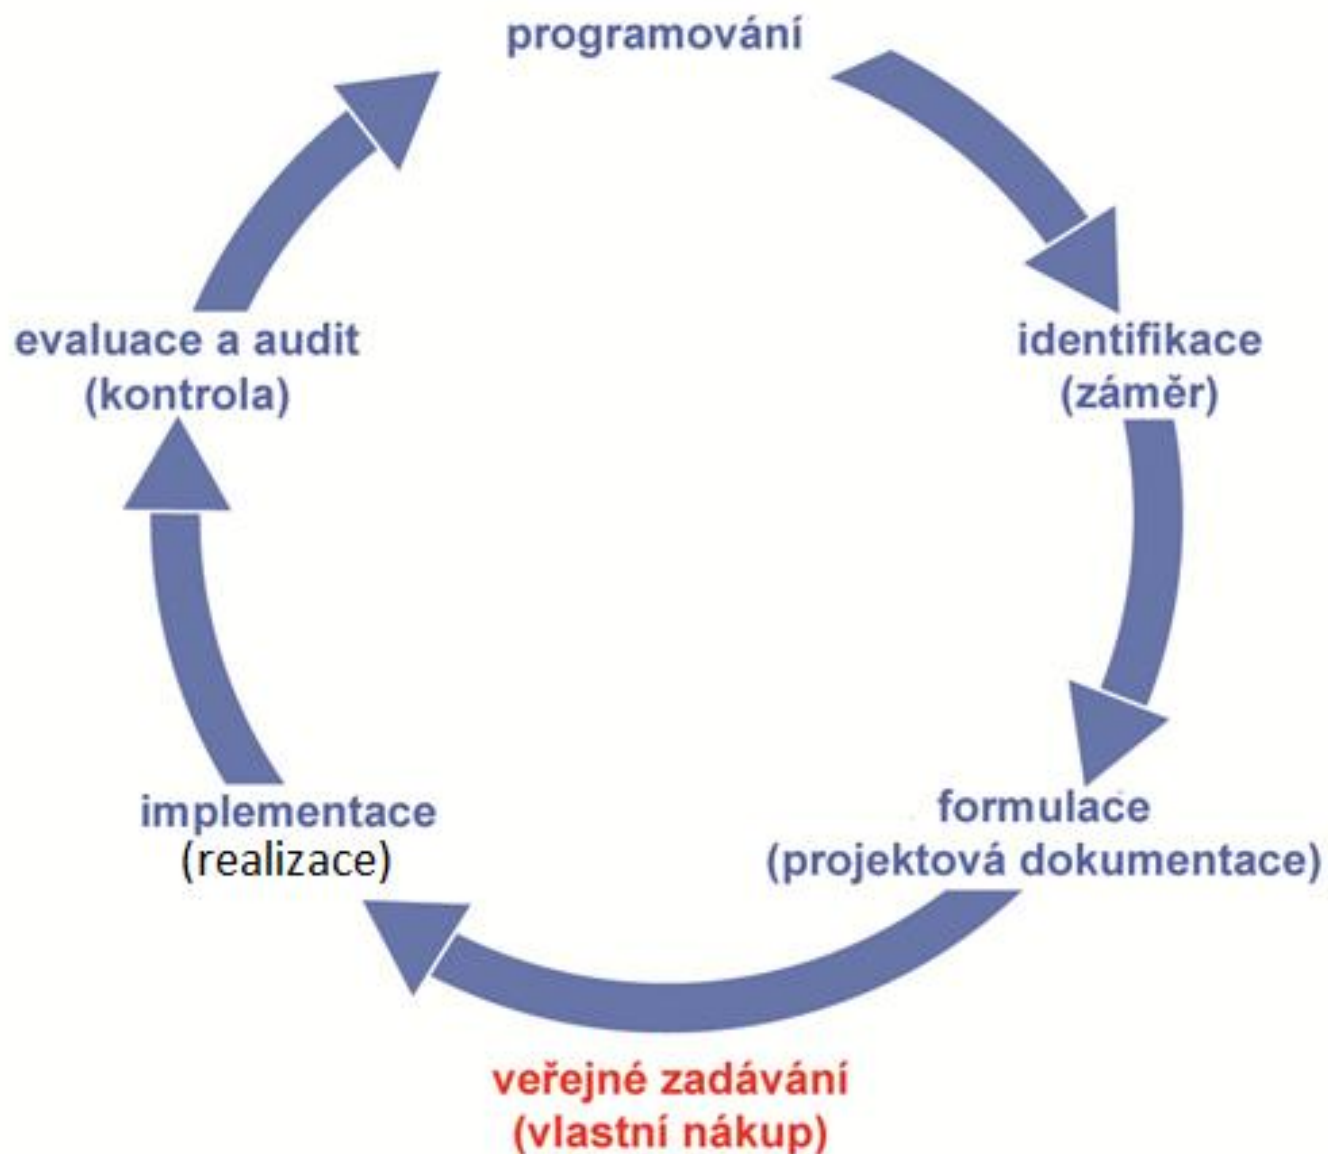 programování
identifikace
(záměr)
formulace
(projektová dokumentace)
veřejné zadávání
(vlastní nákup)
implementace
(realizace)
evaluace a audit
(kontrola)